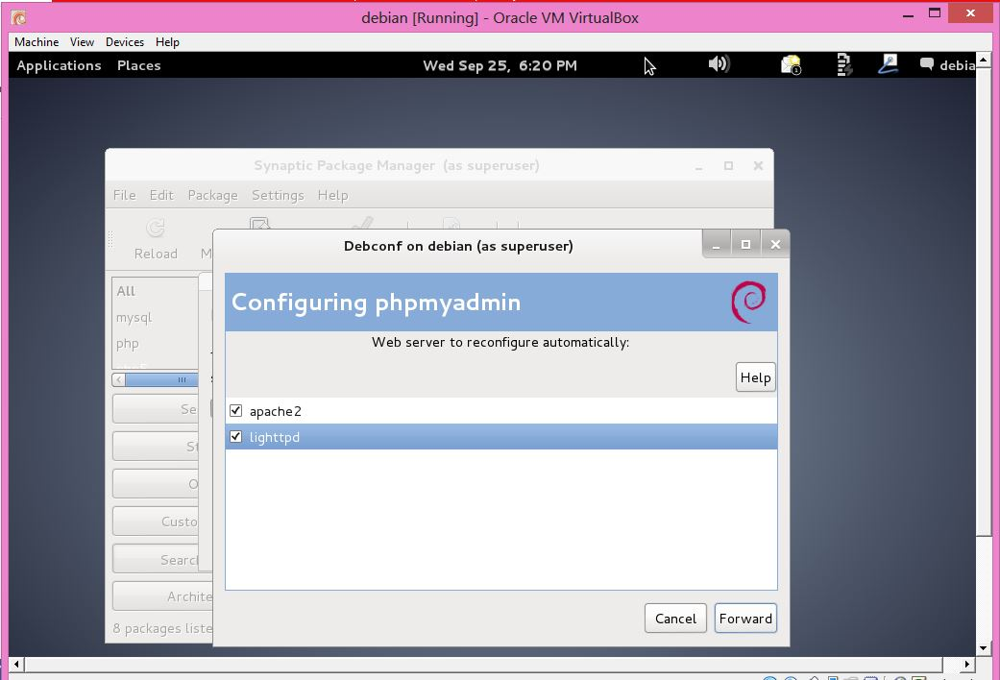 debian [Running] - Oracle VM VirtualBox
Machine View Devices Help
Applications Places Wed Sep 25, 6:20 PM debia
Synaptic Package Manager (as superuser)
File Edit Package Settings Help
Reload M
Debconf on debian (as superuser)
All
mysql
php
Configuring phpmyadmin
Web server to reconfigure automatically:
Help
apache2
lighttpd
Se
St
O
Custo
Searc
Archite
8 packages liste
Cancel Forward